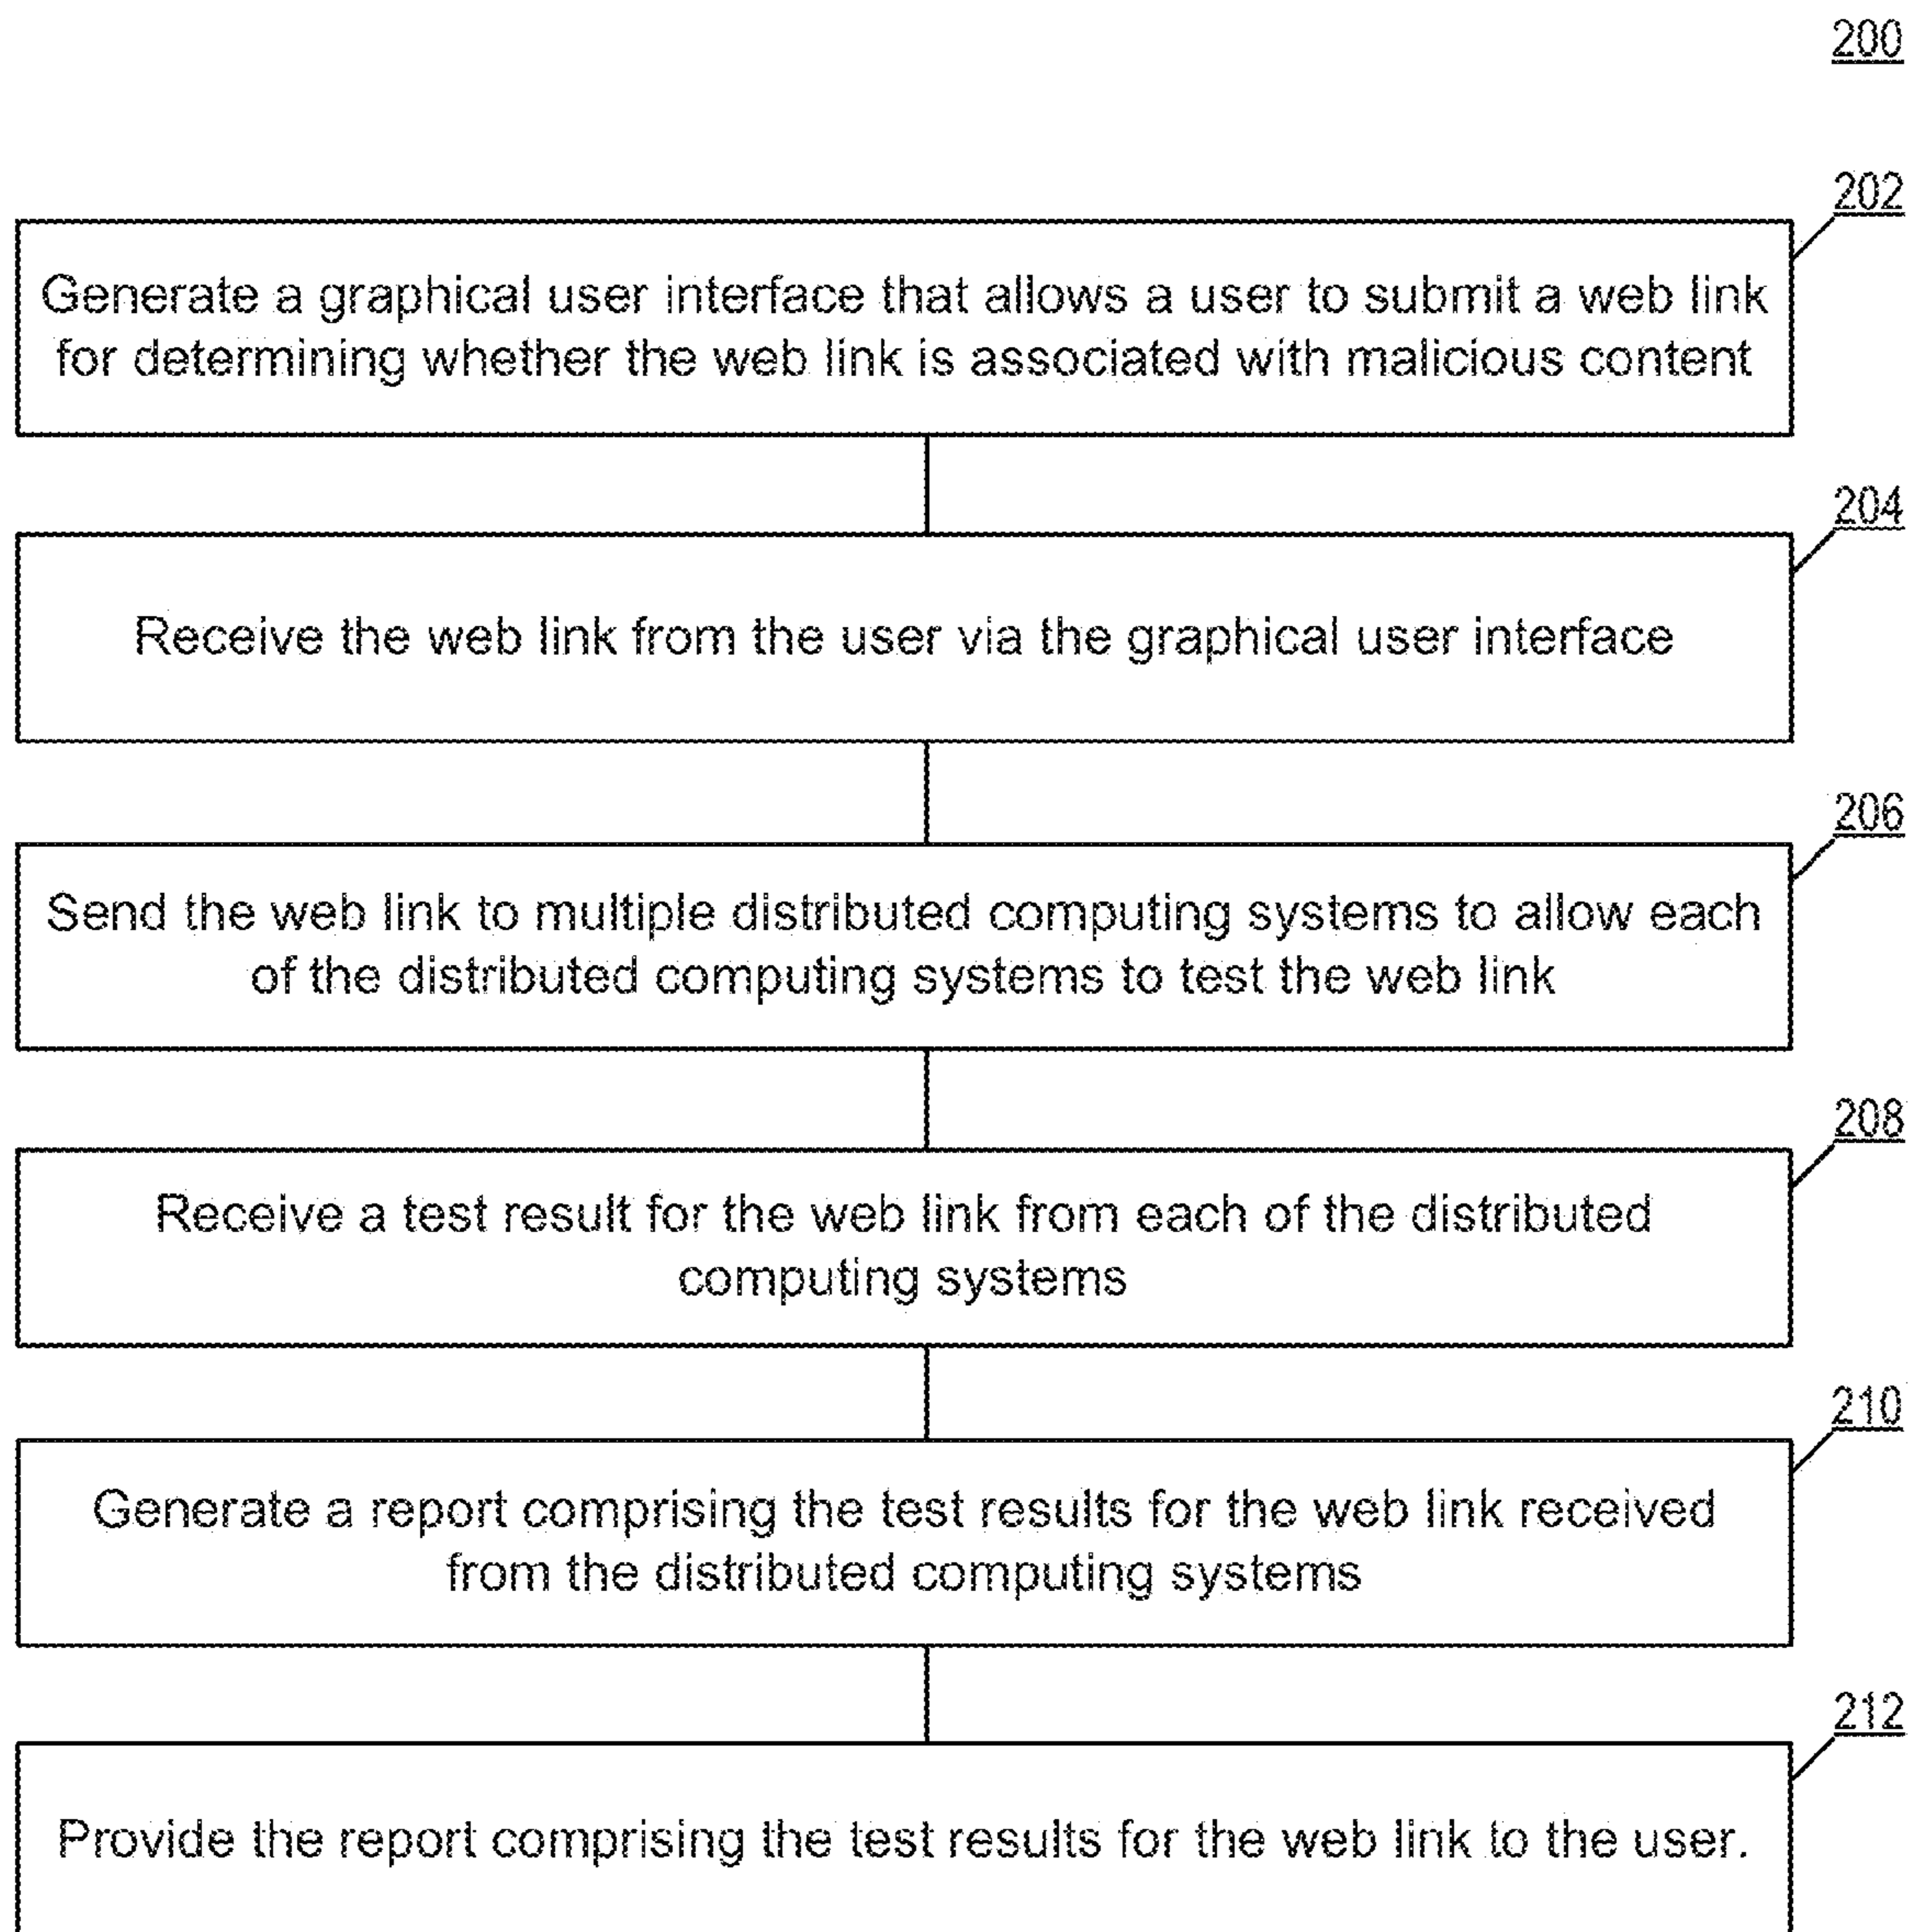 200
202
Generate a graphical user interface that allows a user to submit a web link
for determining whether the web link is associated with malicious content
204
Receive the web link from the user via the graphical user interface
206
Send the web link to multiple distributed computing systems to allow each
of the distributed computing systems to test the web link
208
Receive a test result for the web link from each of the distributed
computing systems
210
Generate a report comprising the test results for the web link received
from the distributed computing systems
212
Provide the report comprising the test results for the web link to the user.